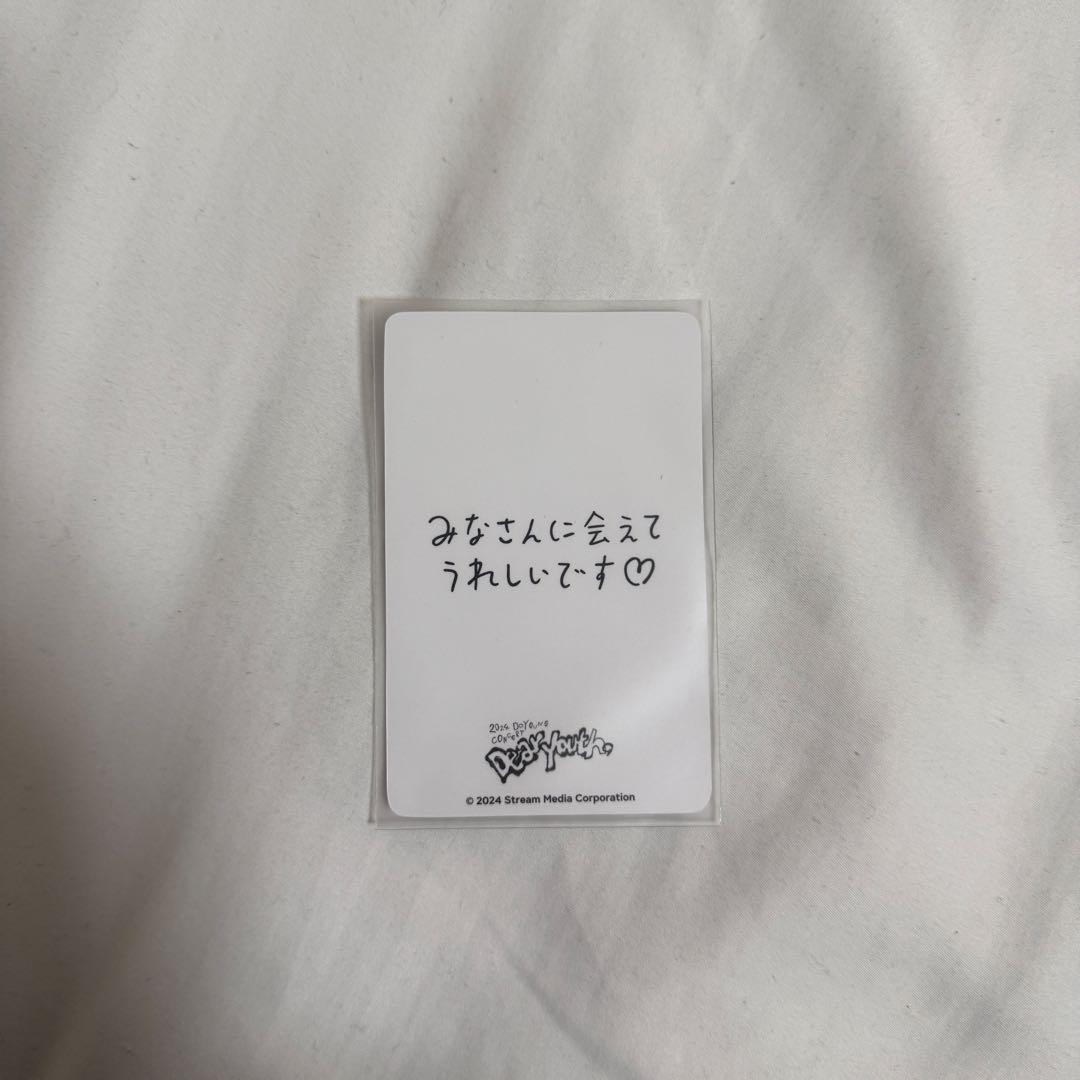 みなさんに会えて
うれしいです♡
2024 DOYOUNG
CONCERT
Dear Youth,
© 2024 Stream Media Corporation